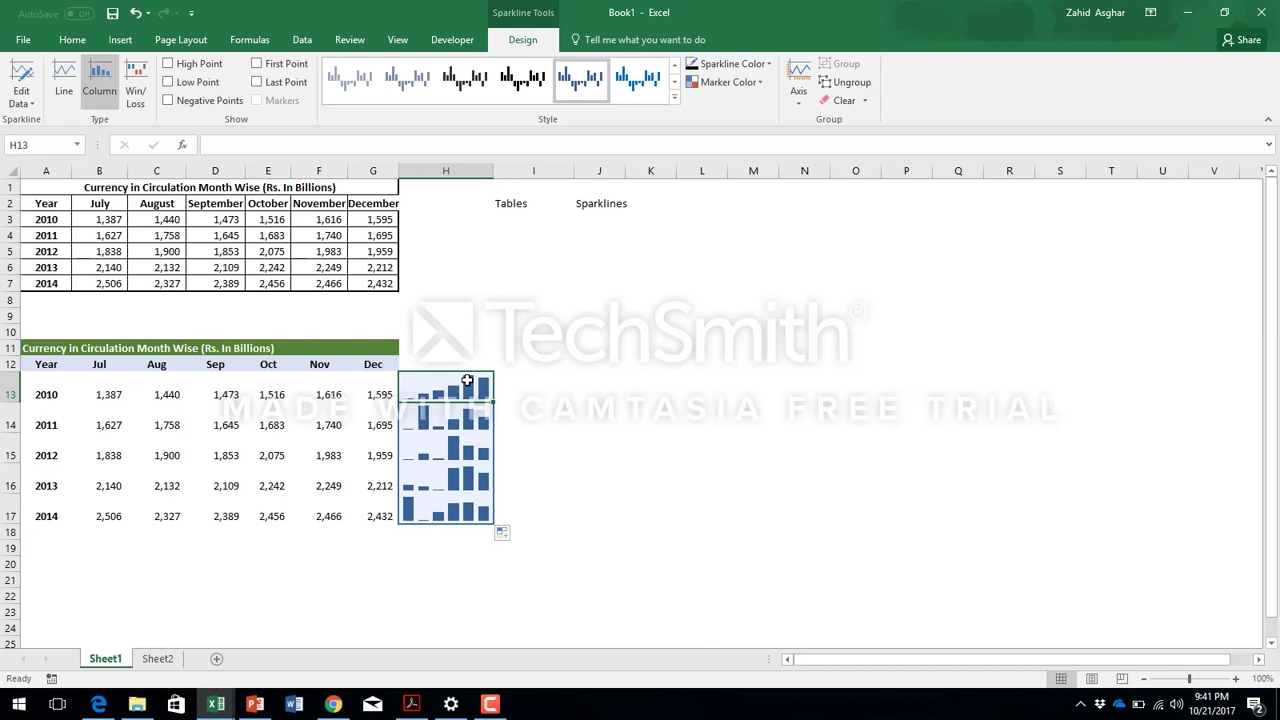 AutoSave Off
Sparkline Tools
Book1 - Excel
Zahid Asghar
File Home Insert Page Layout Formulas Data Review View Developer Design Tell me what you want to do Share
Edit Data
Line Column Win/Loss
High Point First Point
Low Point Last Point
Negative Points Markers
Sparkline Color
Marker Color
Axis
Group
Ungroup
Clear
Sparkline Type Show Style Group
H13 fx
A B C D E F G H I J K L M N O P Q R S T U V
1 Currency in Circulation Month Wise (Rs. In Billions)
2 Year July August September October November December Tables Sparklines
3 2010 1,387 1,440 1,473 1,516 1,616 1,595
4 2011 1,627 1,758 1,645 1,683 1,740 1,695
5 2012 1,838 1,900 1,853 2,075 1,983 1,959
6 2013 2,140 2,132 2,109 2,242 2,249 2,212
7 2014 2,506 2,327 2,389 2,456 2,466 2,432
8
9
TechSmith®
10
11 Currency in Circulation Month Wise (Rs. In Billions)
12 Year Jul Aug Sep Oct Nov Dec
13 2010 1,387 1,440 1,473 1,516 1,616 1,595
MADE WITH CAMTASIA FREE TRIAL
14 2011 1,627 1,758 1,645 1,683 1,740 1,695
15 2012 1,838 1,900 1,853 2,075 1,983 1,959
16 2013 2,140 2,132 2,109 2,242 2,249 2,212
17 2014 2,506 2,327 2,389 2,456 2,466 2,432
18
19
20
21
22
23
24
25
Sheet1 Sheet2
Ready 100%
9:41 PM
10/21/2017